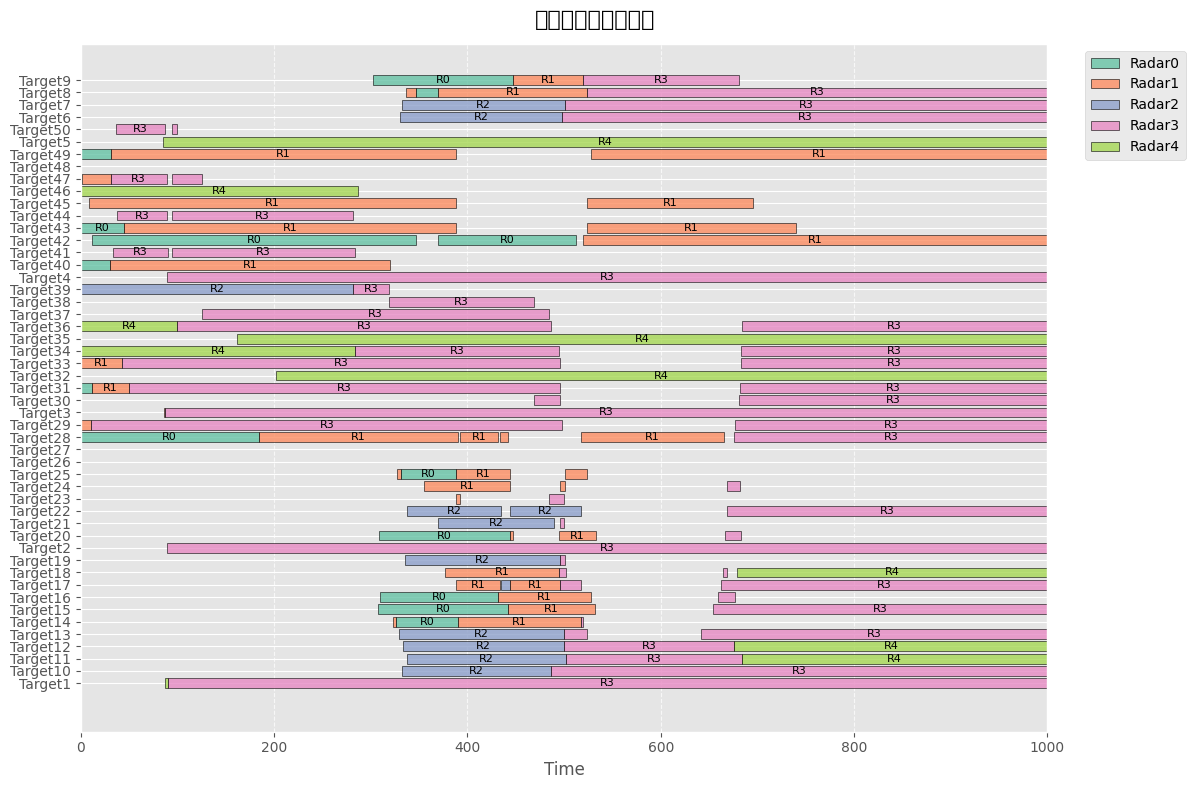 Target9 R0 R1 R3
Target8 R1 R3
Target7 R2 R3
Target6 R2 R3
Target50 R3
Target5 R4
Target49 R1 R1
Target48
Target47 R3
Target46 R4
Target45 R1 R1
Target44 R3 R3
Target43 R0 R1 R1
Target42 R0 R0 R1
Target41 R3 R3
Target40 R1
Target4 R3
Target39 R2 R3
Target38 R3
Target37 R3
Target36 R4 R3 R3
Target35 R4
Target34 R4 R3 R3
Target33 R1 R3 R3
Target32 R4
Target31 R1 R3 R3
Target30 R3
Target3 R3
Target29 R3 R3
Target28 R0 R1 R1 R1 R3
Target27
Target26
Target25 R0 R1
Target24 R1
Target23
Target22 R2 R2 R3
Target21 R2
Target20 R0 R1
Target2 R3
Target19 R2
Target18 R1 R4
Target17 R1 R1 R3
Target16 R0 R1
Target15 R0 R1 R3
Target14 R0 R1
Target13 R2 R3
Target12 R2 R3 R4
Target11 R2 R3 R4
Target10 R2 R3
Target1 R3
0 200 400 600 800 1000
Time
Radar0
Radar1
Radar2
Radar3
Radar4